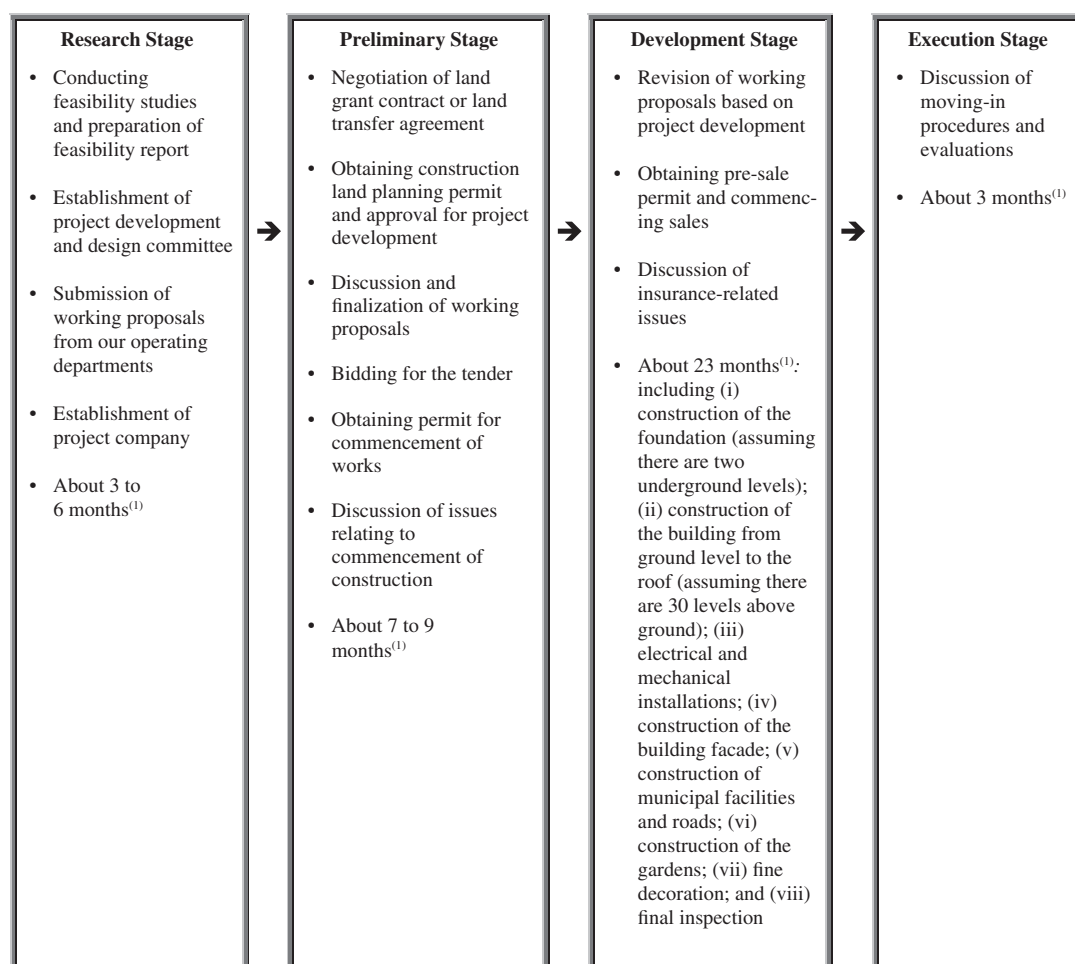 Research Stage
• Conducting
feasibility studies
and preparation of
feasibility report
• Establishment of
project development
and design committee
• Submission of
working proposals
from our operating
departments
• Establishment of
project company
• About 3 to
6 months(1)
Preliminary Stage
• Negotiation of land
grant contract or land
transfer agreement
• Obtaining construction
land planning permit
and approval for project
development
• Discussion and
finalization of working
proposals
• Bidding for the tender
• Obtaining permit for
commencement of
works
• Discussion of issues
relating to
commencement of
construction
• About 7 to 9
months(1)
Development Stage
• Revision of working
proposals based on
project development
• Obtaining pre-sale
permit and commenc-
ing sales
• Discussion of
insurance-related
issues
• About 23 months(1):
including (i)
construction of the
foundation (assuming
there are two
underground levels);
(ii) construction of
the building from
ground level to the
roof (assuming there
are 30 levels above
ground); (iii)
electrical and
mechanical
installations; (iv)
construction of the
building facade; (v)
construction of
municipal facilities
and roads; (vi)
construction of the
gardens; (vii) fine
decoration; and (viii)
final inspection
Execution Stage
• Discussion of
moving-in
procedures and
evaluations
• About 3 months(1)